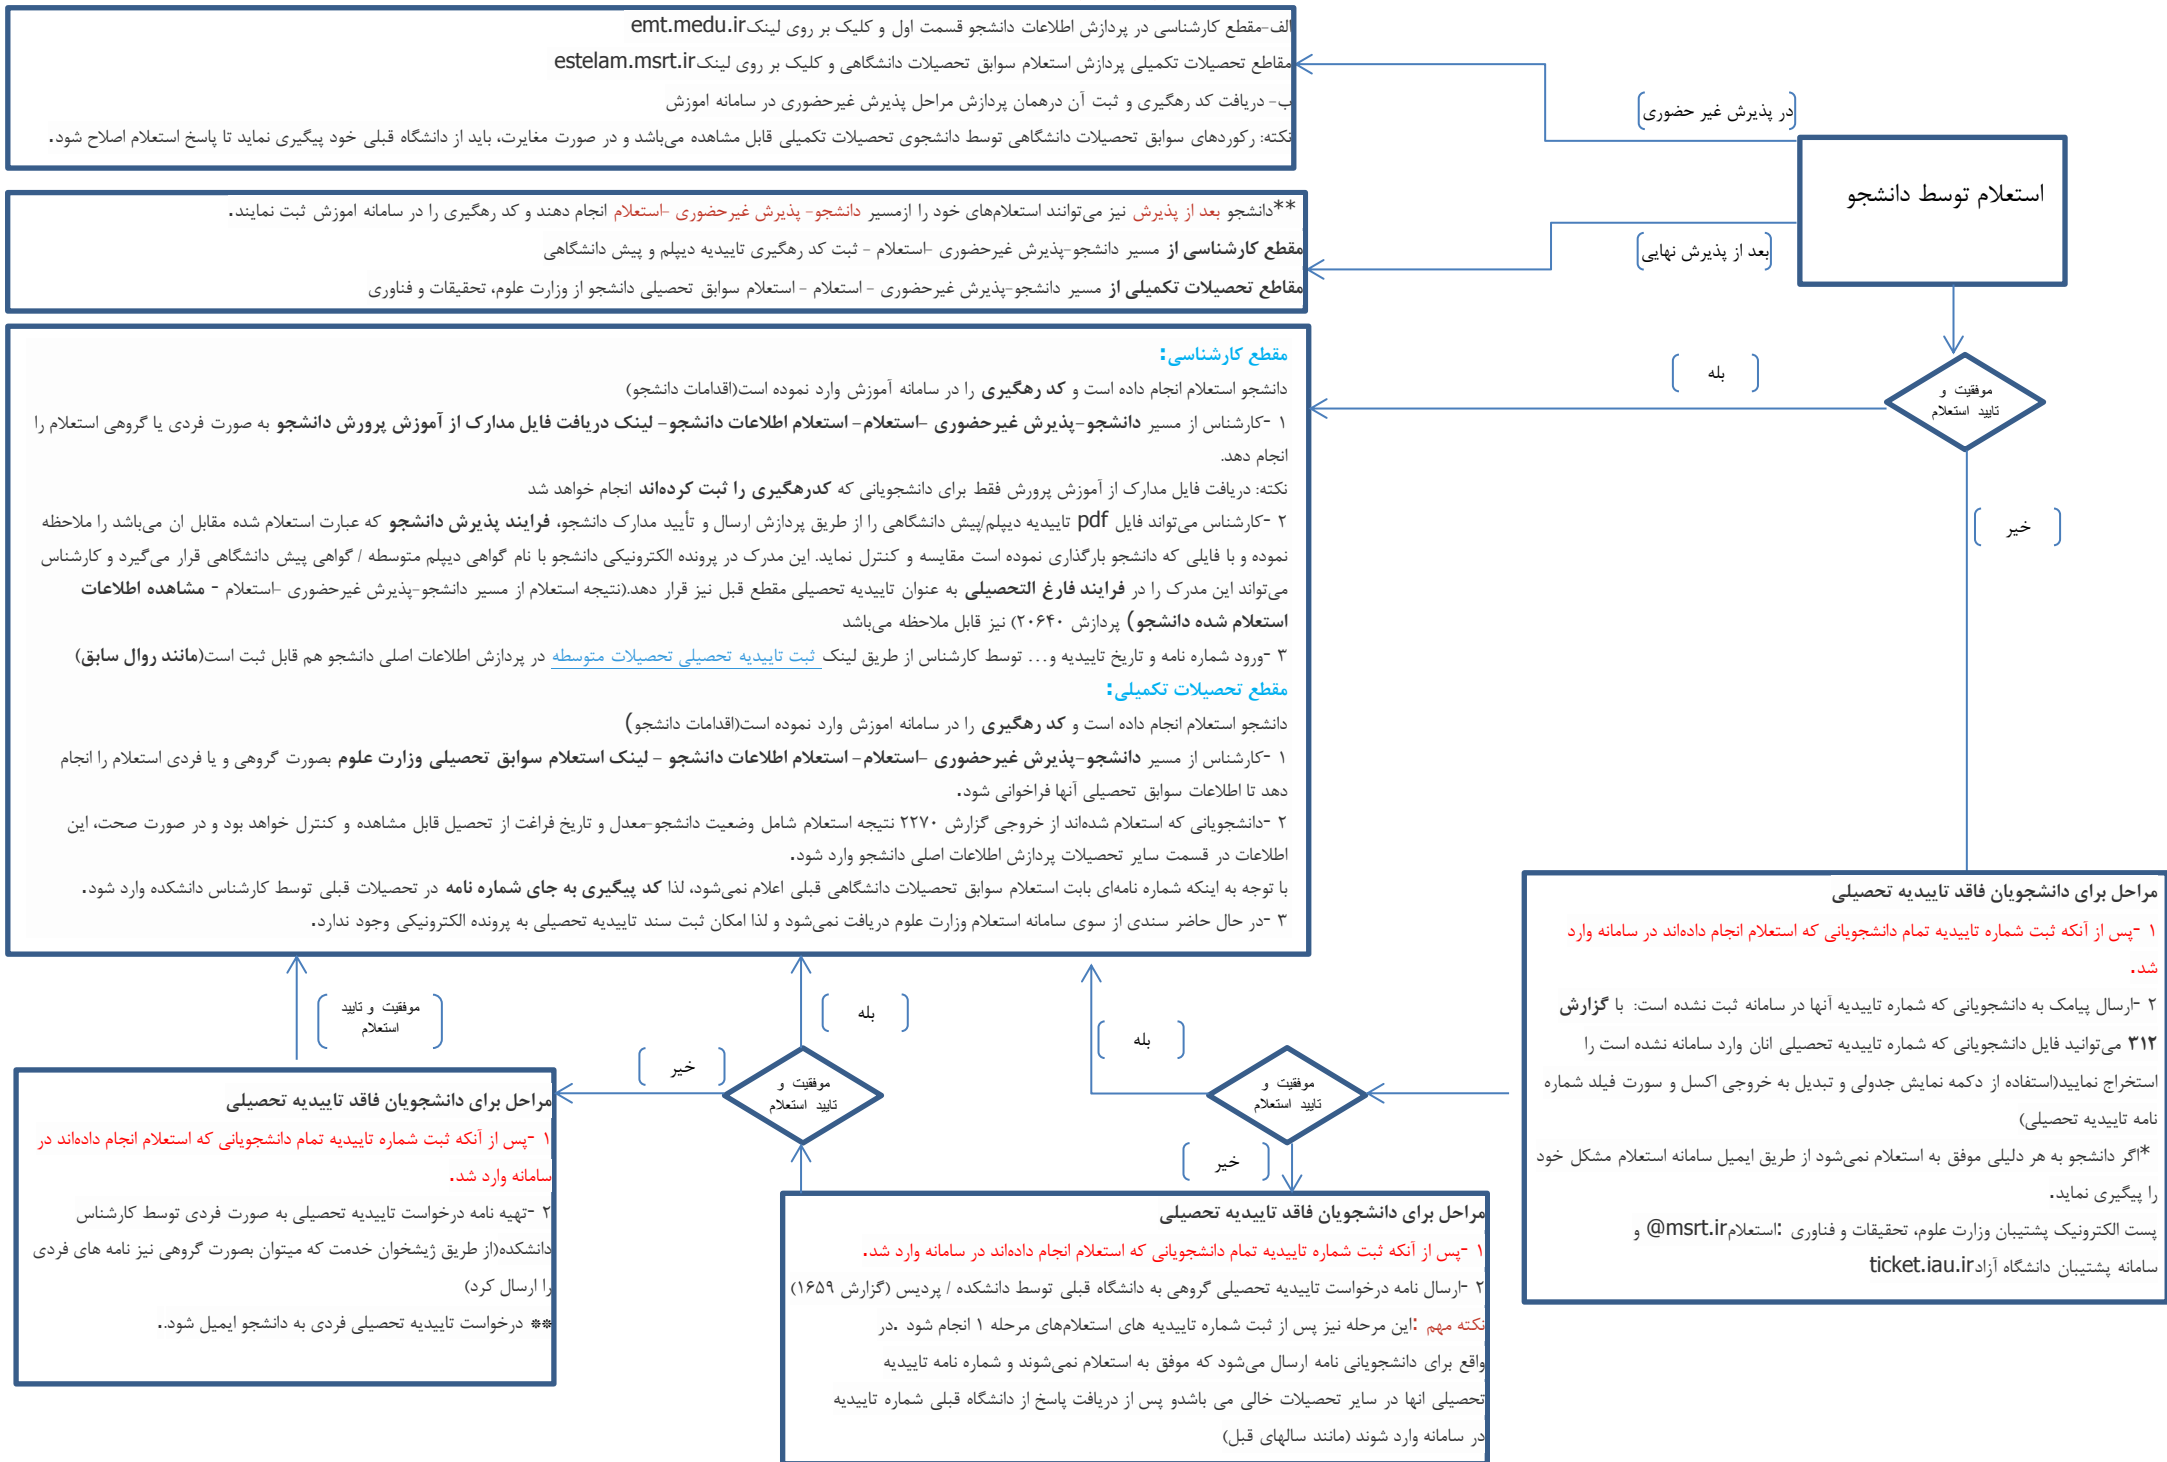 الف-مقطع کارشناسی در پردازش اطلاعات دانشجو قسمت اول و کلیک بر روی لینکemt.medu.ir
مقاطع تحصیلات تکمیلی پردازش استعلام سوابق تحصیلات دانشگاهی و کلیک بر روی لینکestelam.msrt.ir
ب- دریافت کد رهگیری و ثبت آن درهمان پردازش مراحل پذیرش غیرحضوری در سامانه اموزش
نکته: رکوردهای سوابق تحصیلات دانشگاهی توسط دانشجوی تحصیلات تکمیلی قابل مشاهده می‌باشد و در صورت مغایرت، باید از دانشگاه قبلی خود پیگیری نماید تا پاسخ استعلام اصلاح شود.
در پذیرش غیر حضوری
استعلام توسط دانشجو
بعد از پذیرش نهایی
**دانشجو بعد از پذیرش نیز می‌توانند استعلام‌های خود را ازمسیر دانشجو- پذیرش غیرحضوری -استعلام انجام دهند و کد رهگیری را در سامانه اموزش ثبت نمایند.
مقطع کارشناسی از مسیر دانشجو-پذیرش غیرحضوری -استعلام - ثبت کد رهگیری تاییدیه دیپلم و پیش دانشگاهی
مقاطع تحصیلات تکمیلی از مسیر دانشجو-پذیرش غیرحضوری - استعلام - استعلام سوابق تحصیلی دانشجو از وزارت علوم، تحقیقات و فناوری
موفقیت و
تایید استعلام
بله
خیر
مقطع کارشناسی:
دانشجو استعلام انجام داده است و کد رهگیری را در سامانه آموزش وارد نموده است(اقدامات دانشجو)
۱ -کارشناس از مسیر دانشجو-پذیرش غیرحضوری -استعلام- استعلام اطلاعات دانشجو- لینک دریافت فایل مدارک از آموزش پرورش دانشجو به صورت فردی یا گروهی استعلام را
انجام دهد.
نکته: دریافت فایل مدارک از آموزش پرورش فقط برای دانشجویانی که کدرهگیری را ثبت کرده‌اند انجام خواهد شد
۲ -کارشناس می‌تواند فایل pdf تاییدیه دیپلم/پیش دانشگاهی را از طریق پردازش ارسال و تأیید مدارک دانشجو، فرایند پذیرش دانشجو که عبارت استعلام شده مقابل ان می‌باشد را ملاحظه
نموده و با فایلی که دانشجو بارگذاری نموده است مقایسه و کنترل نماید. این مدرک در پرونده الکترونیکی دانشجو با نام گواهی دیپلم متوسطه / گواهی پیش دانشگاهی قرار می‌گیرد و کارشناس
می‌تواند این مدرک را در فرایند فارغ التحصیلی به عنوان تاییدیه تحصیلی مقطع قبل نیز قرار دهد.(نتیجه استعلام از مسیر دانشجو-پذیرش غیرحضوری -استعلام - مشاهده اطلاعات
استعلام شده دانشجو) پردازش ۲۰۶۴۰) نیز قابل ملاحظه می‌باشد
۳ -ورود شماره نامه و تاریخ تاییدیه و... توسط کارشناس از طریق لینک ثبت تاییدیه تحصیلی تحصیلات متوسطه در پردازش اطلاعات اصلی دانشجو هم قابل ثبت است(مانند روال سابق)
مقطع تحصیلات تکمیلی:
دانشجو استعلام انجام داده است و کد رهگیری را در سامانه اموزش وارد نموده است(اقدامات دانشجو)
۱ -کارشناس از مسیر دانشجو-پذیرش غیرحضوری -استعلام- استعلام اطلاعات دانشجو - لینک استعلام سوابق تحصیلی وزارت علوم بصورت گروهی و یا فردی استعلام را انجام
دهد تا اطلاعات سوابق تحصیلی آنها فراخوانی شود.
۲ -دانشجویانی که استعلام شده‌اند از خروجی گزارش ۲۲۷۰ نتیجه استعلام شامل وضعیت دانشجو-معدل و تاریخ فراغت از تحصیل قابل مشاهده و کنترل خواهد بود و در صورت صحت، این
اطلاعات در قسمت سایر تحصیلات پردازش اطلاعات اصلی دانشجو وارد شود.
با توجه به اینکه شماره نامه‌ای بابت استعلام سوابق تحصیلات دانشگاهی قبلی اعلام نمی‌شود، لذا کد پیگیری به جای شماره نامه در تحصیلات قبلی توسط کارشناس دانشکده وارد شود.
۳ -در حال حاضر سندی از سوی سامانه استعلام وزارت علوم دریافت نمی‌شود و لذا امکان ثبت سند تاییدیه تحصیلی به پرونده الکترونیکی وجود ندارد.
مراحل برای دانشجویان فاقد تاییدیه تحصیلی
۱ -پس از آنکه ثبت شماره تاییدیه تمام دانشجویانی که استعلام انجام داده‌اند در سامانه وارد
شد.
۲ -ارسال پیامک به دانشجویانی که شماره تاییدیه آنها در سامانه ثبت نشده است: با گزارش
۳۱۲ می‌توانید فایل دانشجویانی که شماره تاییدیه تحصیلی انان وارد سامانه نشده است را
استخراج نمایید(استفاده از دکمه نمایش جدولی و تبدیل به خروجی اکسل و سورت فیلد شماره
نامه تاییدیه تحصیلی)
*اگر دانشجو به هر دلیلی موفق به استعلام نمی‌شود از طریق ایمیل سامانه استعلام مشکل خود
را پیگیری نماید.
پست الکترونیک پشتیبان وزارت علوم، تحقیقات و فناوری :استعلام@msrt.ir و
سامانه پشتیبان دانشگاه آزادticket.iau.ir
موفقیت و
تایید استعلام
بله
خیر
مراحل برای دانشجویان فاقد تاییدیه تحصیلی
۱ -پس از آنکه ثبت شماره تاییدیه تمام دانشجویانی که استعلام انجام داده‌اند در سامانه وارد شد.
۲ -ارسال نامه درخواست تاییدیه تحصیلی گروهی به دانشگاه قبلی توسط دانشکده / پردیس (گزارش ۱۶۵۹)
نکته مهم :این مرحله نیز پس از ثبت شماره تاییدیه های استعلام‌های مرحله ۱ انجام شود .در
واقع برای دانشجویانی نامه ارسال می‌شود که موفق به استعلام نمی‌شوند و شماره نامه تاییدیه
تحصیلی انها در سایر تحصیلات خالی می باشدو پس از دریافت پاسخ از دانشگاه قبلی شماره تاییدیه
در سامانه وارد شوند (مانند سالهای قبل)
موفقیت و
تایید استعلام
بله
خیر
موفقیت و تایید
استعلام
مراحل برای دانشجویان فاقد تاییدیه تحصیلی
۱ -پس از آنکه ثبت شماره تاییدیه تمام دانشجویانی که استعلام انجام داده‌اند در
سامانه وارد شد.
۲ -تهیه نامه درخواست تاییدیه تحصیلی به صورت فردی توسط کارشناس
دانشکده(از طریق ژیشخوان خدمت که میتوان بصورت گروهی نیز نامه های فردی
را ارسال کرد)
** درخواست تاییدیه تحصیلی فردی به دانشجو ایمیل شود..